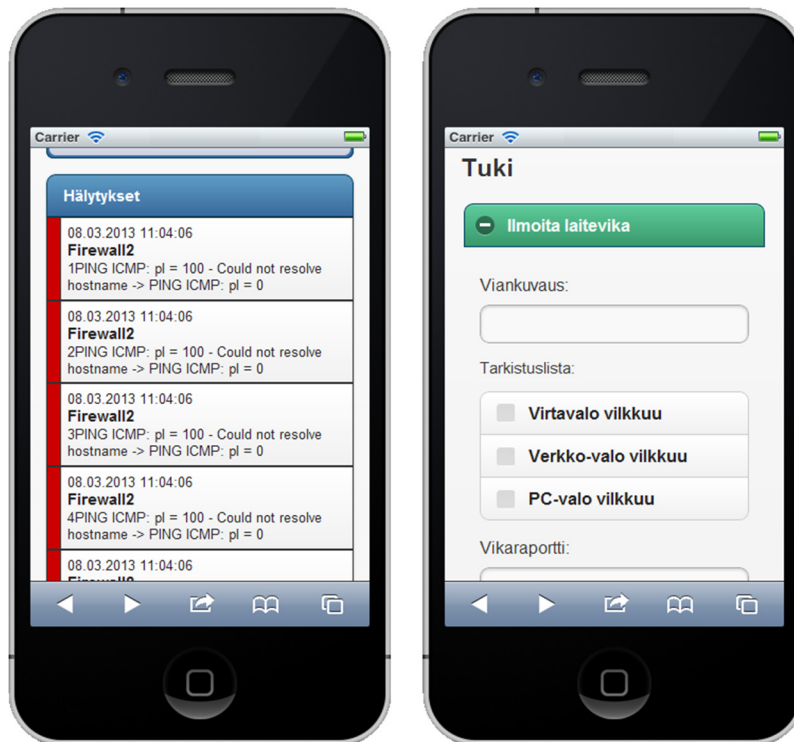 Carrier
Hälytykset
08.03.2013 11:04:06
Firewall2
1PING ICMP: pl = 100 - Could not resolve
hostname -> PING ICMP: pl = 0
08.03.2013 11:04:06
Firewall2
2PING ICMP: pl = 100 - Could not resolve
hostname -> PING ICMP: pl = 0
08.03.2013 11:04:06
Firewall2
3PING ICMP: pl = 100 - Could not resolve
hostname -> PING ICMP: pl = 0
08.03.2013 11:04:06
Firewall2
4PING ICMP: pl = 100 - Could not resolve
hostname -> PING ICMP: pl = 0
08.03.2013 11:04:06
Carrier
Tuki
Ilmoita laitevika
Viankuvaus:
Tarkistuslista:
Virtavalo vilkkuu
Verkko-valo vilkkuu
PC-valo vilkkuu
Vikaraportti: